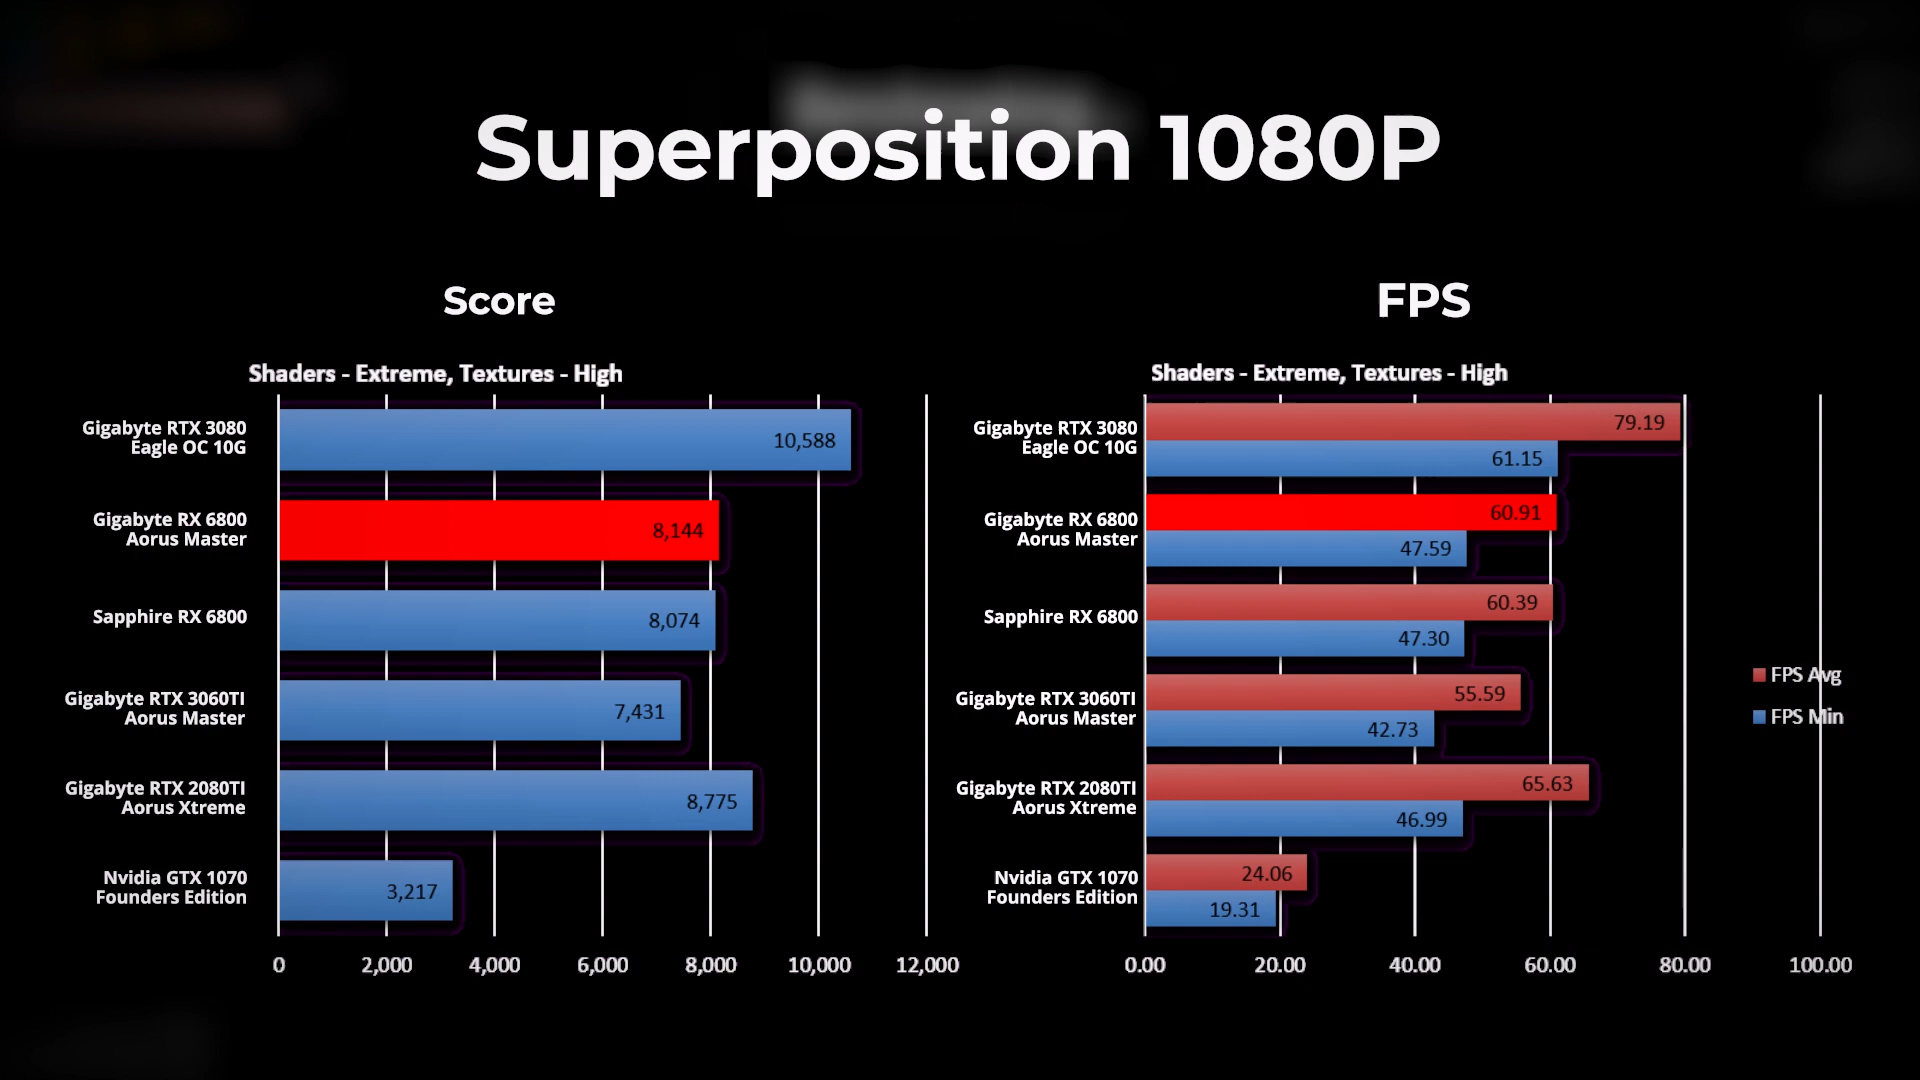 Superposition 1080P
Score
Shaders - Extreme, Textures - High
Gigabyte RTX 3080
Eagle OC 10G
10,588
Gigabyte RX 6800
Aorus Master
8,144
Sapphire RX 6800
8,074
Gigabyte RTX 3060TI
Aorus Master
7,431
Gigabyte RTX 2080TI
Aorus Xtreme
8,775
Nvidia GTX 1070
Founders Edition
3,217
0 2,000 4,000 6,000 8,000 10,000 12,000
FPS
Shaders - Extreme, Textures - High
Gigabyte RTX 3080
Eagle OC 10G
79.19
61.15
Gigabyte RX 6800
Aorus Master
60.91
47.59
Sapphire RX 6800
60.39
47.30
Gigabyte RTX 3060TI
Aorus Master
55.59
42.73
Gigabyte RTX 2080TI
Aorus Xtreme
65.63
46.99
Nvidia GTX 1070
Founders Edition
24.06
19.31
0.00 20.00 40.00 60.00 80.00 100.00
FPS Avg
FPS Min